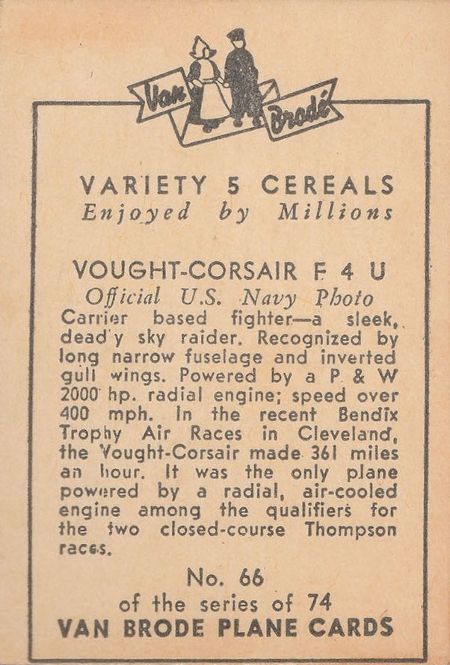 Van
Brodé
VARIETY 5 CEREALS
Enjoyed by Millions
VOUGHT-CORSAIR F 4 U
Official U.S. Navy Photo
Carrier based fighter—a sleek,
dead y sky raider. Recognized by
long narrow fuselage and inverted
gull wings. Powered by a P & W
2000 hp. radial engine; speed over
400 mph. In the recent Bendix
Trophy Air Races in Cleveland,
the Vought-Corsair made 361 miles
an hour. It was the only plane
powered by a radial, air-cooled
engine among the qualifiers for
the two closed-course Thompson
races.
No. 66
of the series of 74
VAN BRODE PLANE CARDS